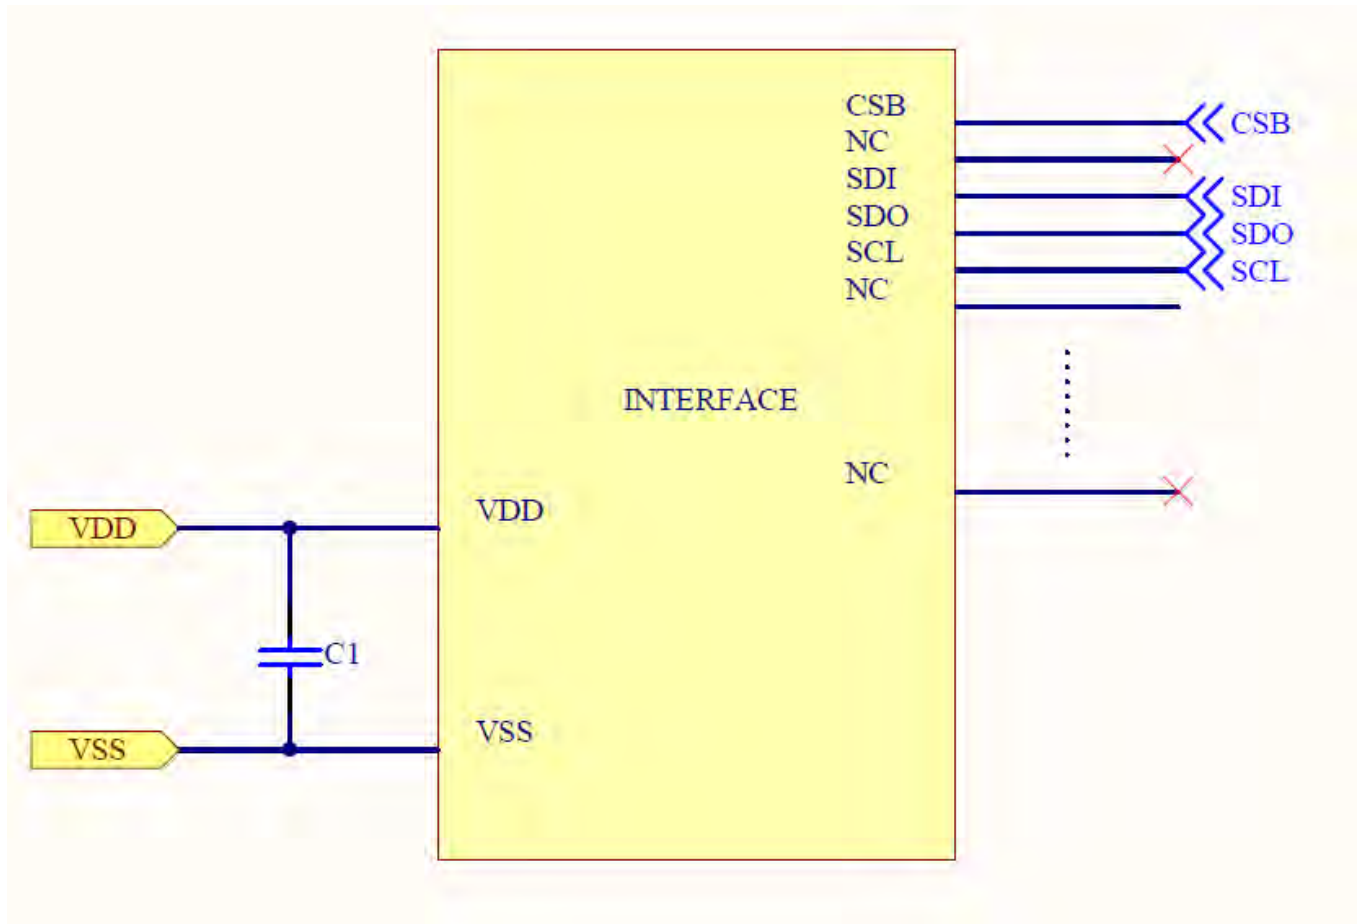 CSB
CSB
NC
SDI
SDI
SDO
SDO
SCL
SCL
NC
INTERFACE
NC
VDD
VDD
C1
VSS
VSS